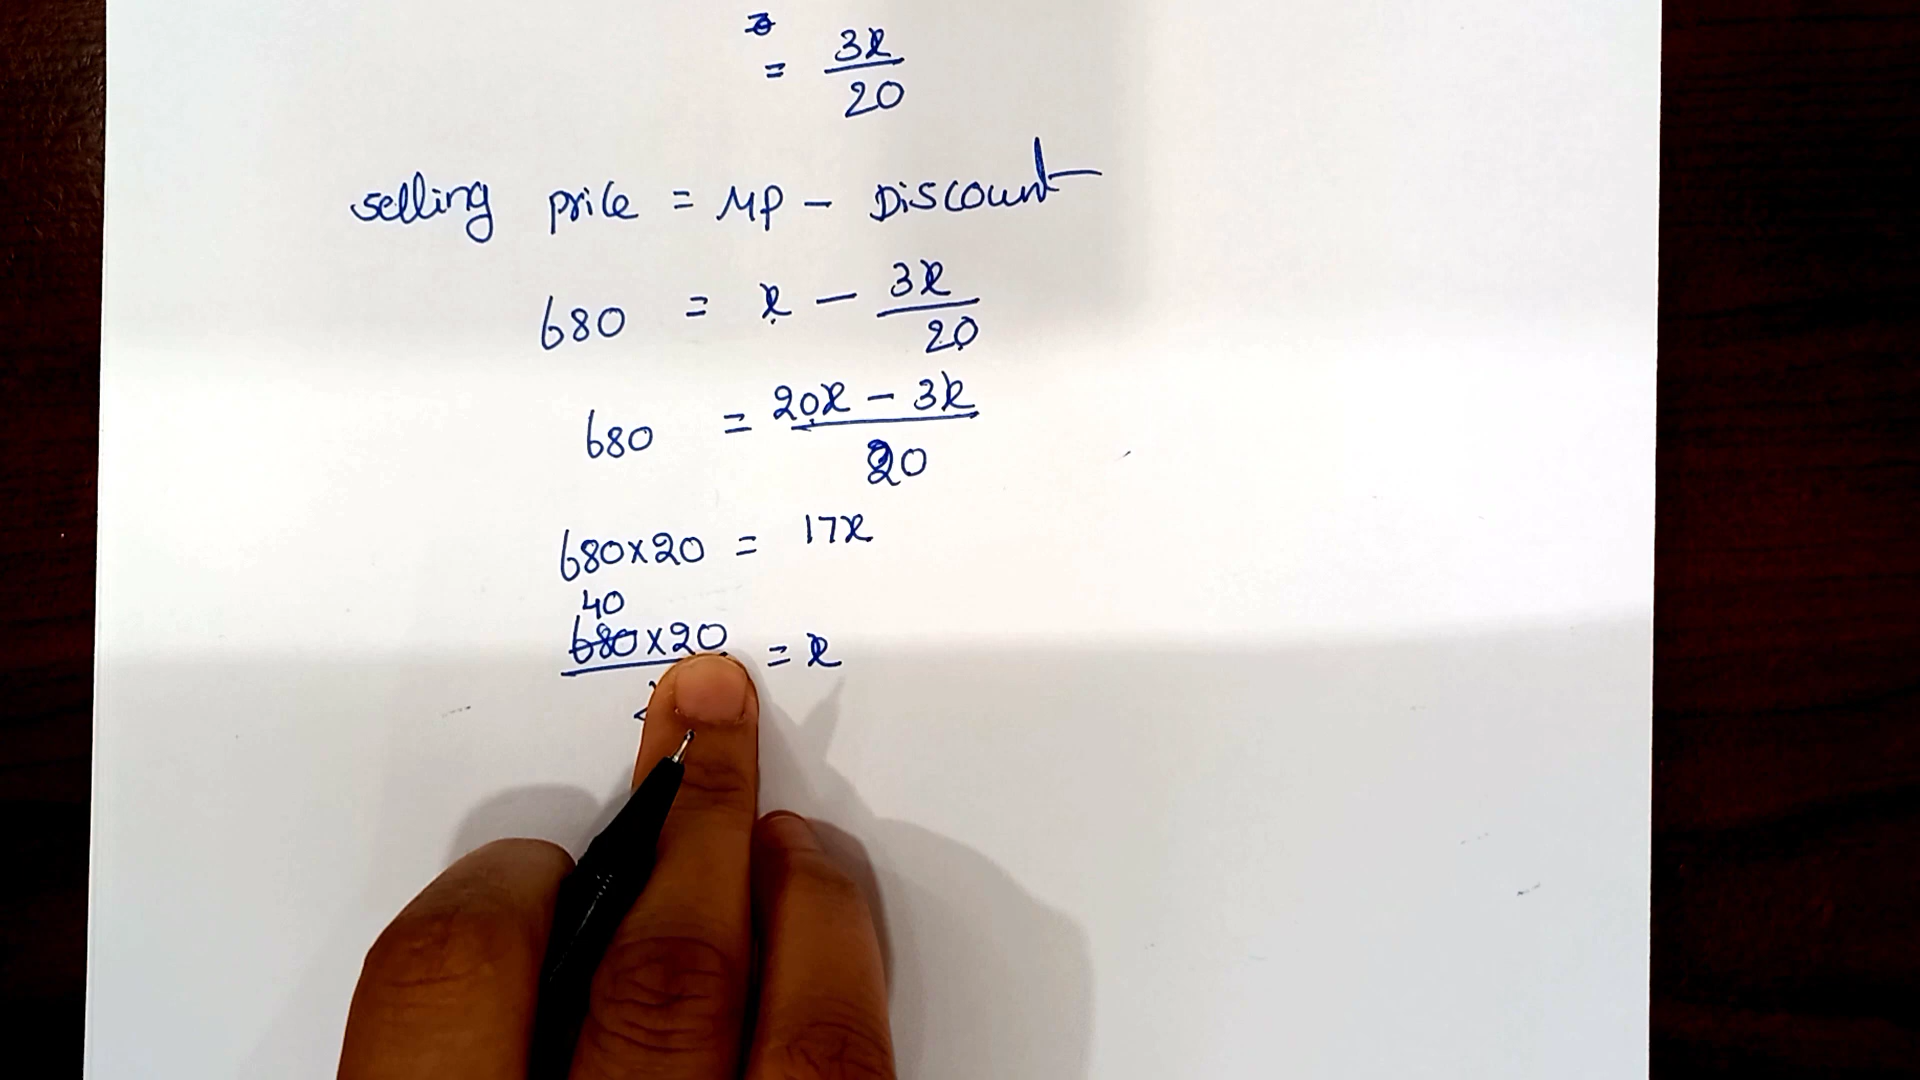 = 3x/20
selling price = MP - Discount
680 = x - 3x/20
680 = 20x - 3x/20
680x20 = 17x
40
680x20 = x